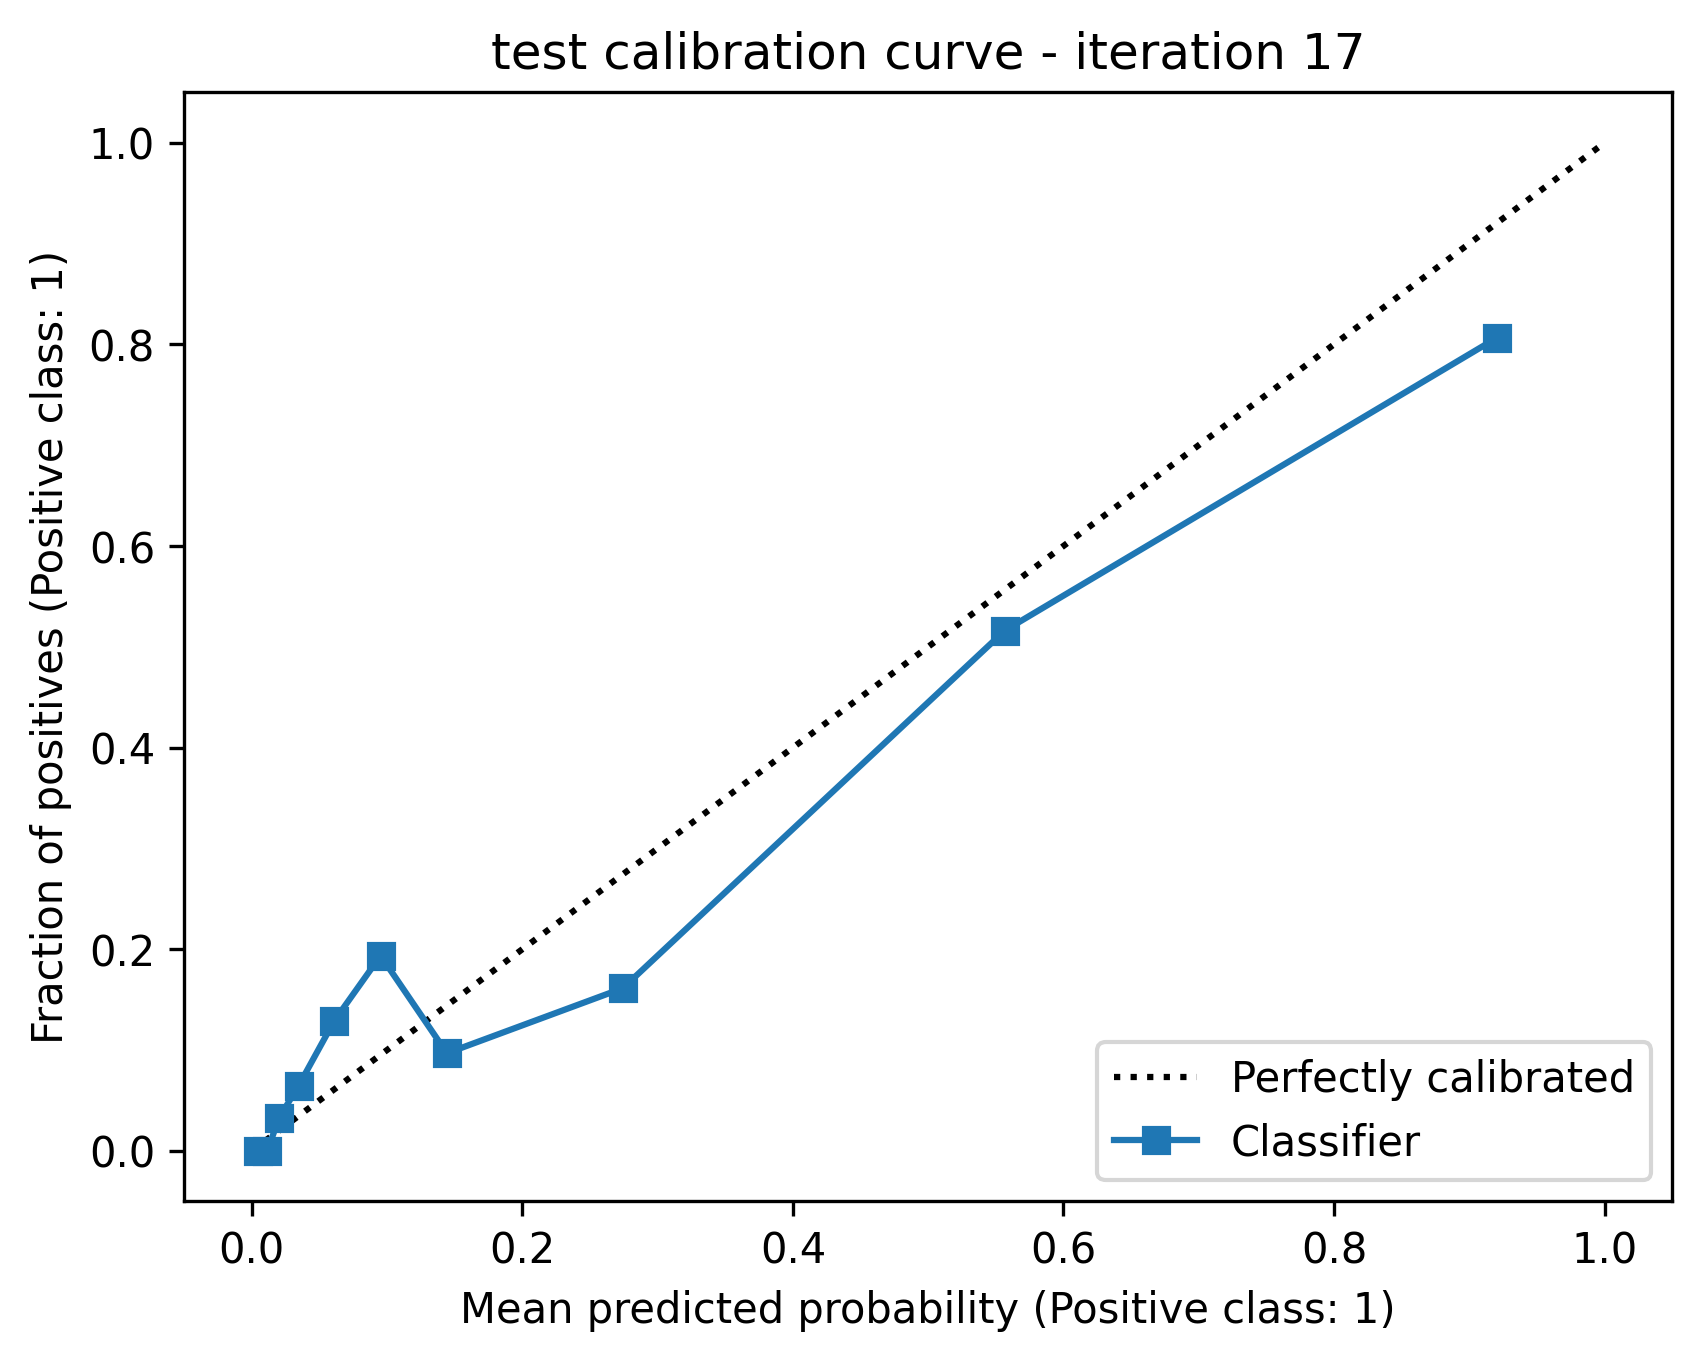 test calibration curve - iteration 17
Fraction of positives (Positive class: 1)
1.0
0.8
0.6
0.4
0.2
0.0
Perfectly calibrated
Classifier
0.0 0.2 0.4 0.6 0.8 1.0
Mean predicted probability (Positive class: 1)